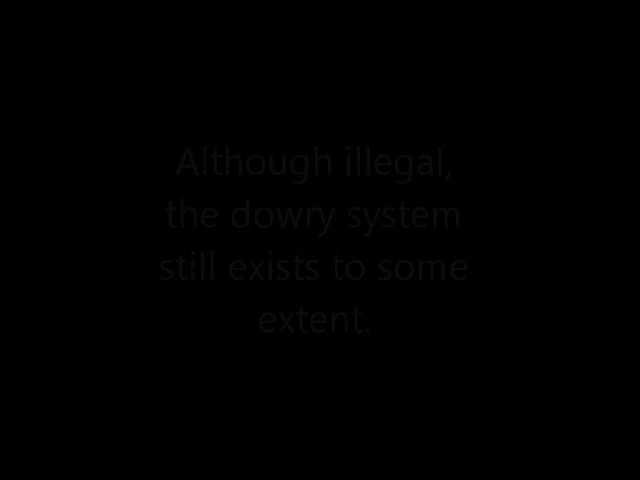 Although illegal,
the dowry system
still exists to some
extent.